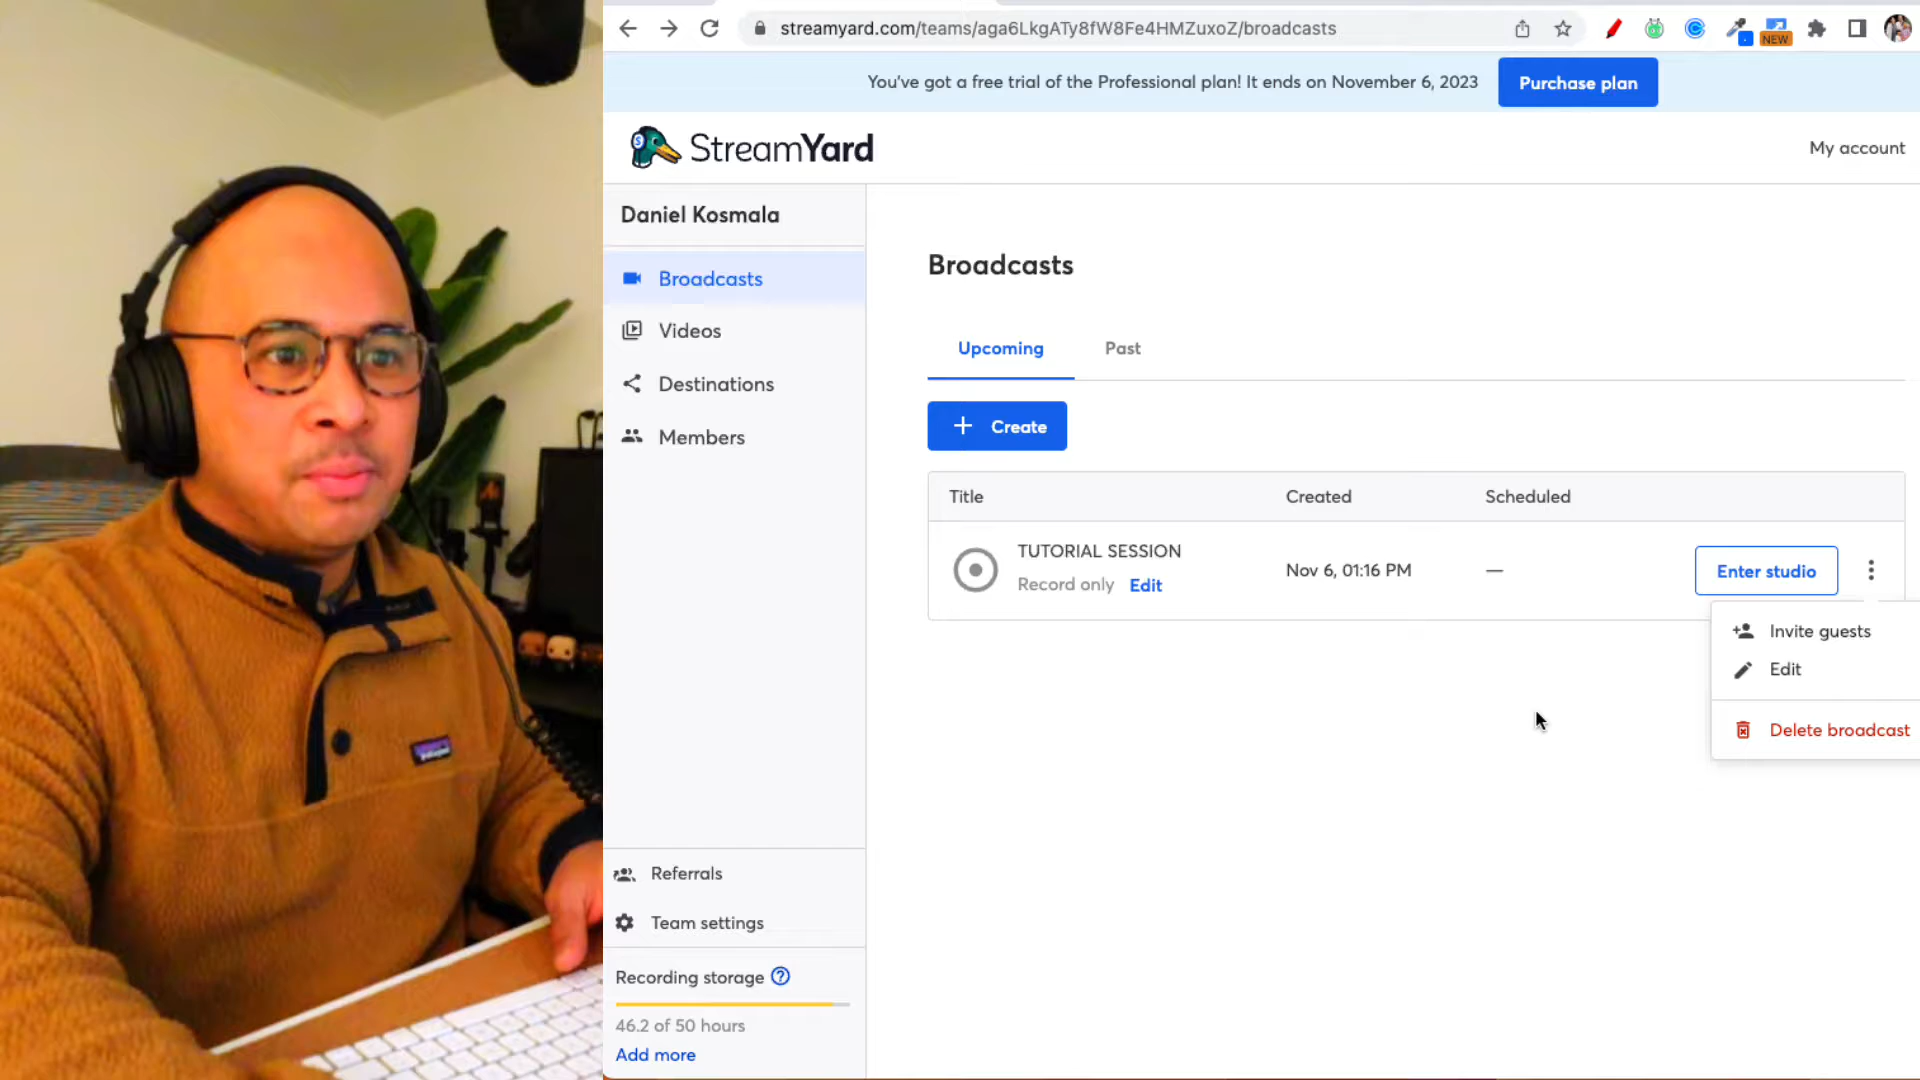 streamyard.com/teams/aga6LkgATy8fW8Fe4HMZuxoZ/broadcasts
NEW
You've got a free trial of the Professional plan! It ends on November 6, 2023
Purchase plan
StreamYard
My account
Daniel Kosmala
Broadcasts
Videos
Destinations
Members
Broadcasts
Upcoming
Past
+ Create
Title
Created
Scheduled
TUTORIAL SESSION
Record only Edit
Nov 6, 01:16 PM
—
Enter studio
Invite guests
Edit
Delete broadcast
Referrals
Team settings
Recording storage ?
46.2 of 50 hours
Add more